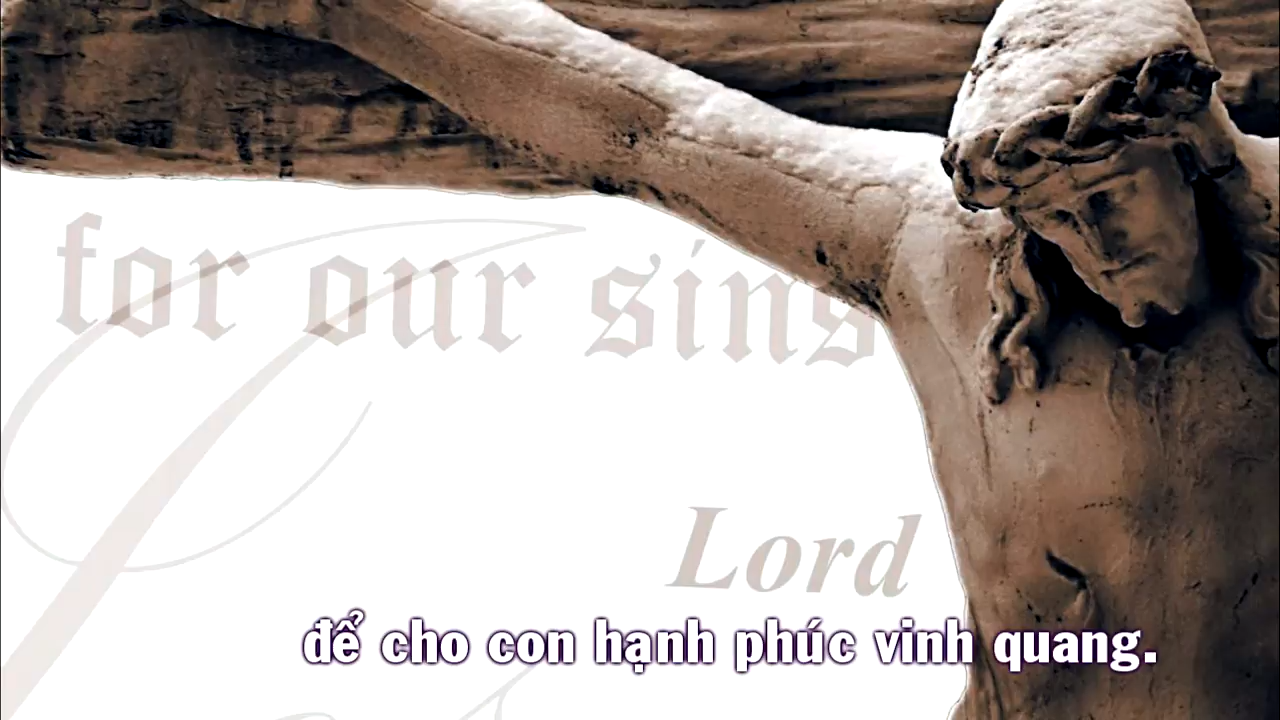 for our sins
Lord
để cho con hạnh phúc vinh quang.